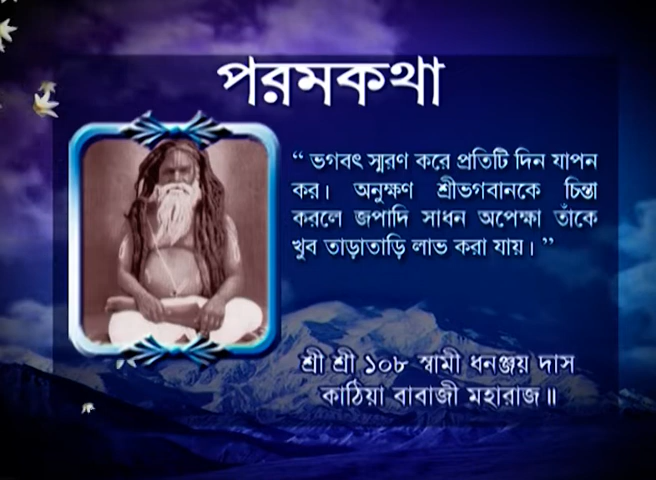 পরমকথা
“ ভগবৎ স্মরণ করে প্রতিটি দিন যাপন
কর। অনুক্ষণ শ্রীভগবানকে চিন্তা
করলে জপাদি সাধন অপেক্ষা তাঁকে
খুব তাড়াতাড়ি লাভ করা যায়। ”
শ্রী শ্রী ১০৮ স্বামী ধনঞ্জয় দাস
কাঠিয়া বাবাজী মহারাজ॥